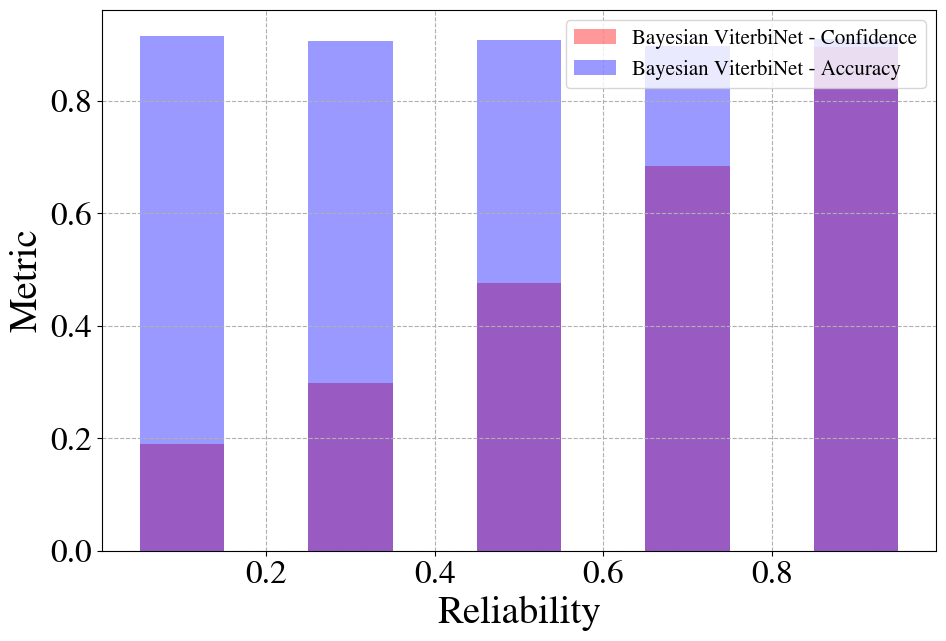 Bayesian ViterbiNet - Confidence
Bayesian ViterbiNet - Accuracy
Metric
0.8
0.6
0.4
0.2
0.0
0.2 0.4 0.6 0.8
Reliability